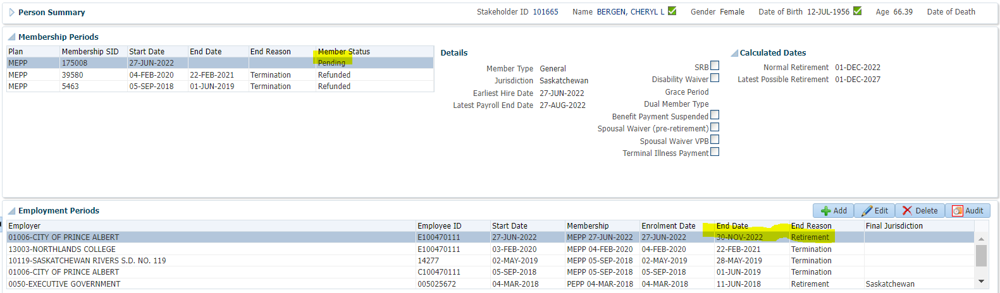 Person Summary Stakeholder ID 101665 Name BERGEN, CHERYL L Gender Female Date of Birth 12-JUL-1956 Age 66.39 Date of Death
Membership Periods
Plan Membership SID Start Date End Date End Reason Member Status
MEPP 175008 27-JUN-2022 Pending
MEPP 39580 04-FEB-2020 22-FEB-2021 Termination Refunded
MEPP 5463 05-SEP-2018 01-JUN-2019 Termination Refunded
Details
Member Type General
Jurisdiction Saskatchewan
Earliest Hire Date 27-JUN-2022
Latest Payroll End Date 27-AUG-2022
SRB
Disability Waiver
Grace Period
Dual Member Type
Benefit Payment Suspended
Spousal Waiver (pre-retirement)
Spousal Waiver VPB
Terminal Illness Payment
Calculated Dates
Normal Retirement 01-DEC-2022
Latest Possible Retirement 01-DEC-2027
Employment Periods Add Edit Delete Audit
Employer Employee ID Start Date Membership Enrolment Date End Date End Reason Final Jurisdiction
01006-CITY OF PRINCE ALBERT E100470111 27-JUN-2022 MEPP 27-JUN-2022 27-JUN-2022 30-NOV-2022 Retirement
13003-NORTHLANDS COLLEGE E100470111 03-FEB-2020 MEPP 04-FEB-2020 04-FEB-2020 22-FEB-2021 Termination
10119-SASKATCHEWAN RIVERS S.D. NO. 119 14277 02-MAY-2019 MEPP 05-SEP-2018 02-MAY-2019 28-MAY-2019 Termination
01006-CITY OF PRINCE ALBERT C100470111 05-SEP-2018 MEPP 05-SEP-2018 05-SEP-2018 01-JUN-2019 Termination
0050-EXECUTIVE GOVERNMENT 005025672 04-MAR-2018 PEPP 04-MAR-2018 04-MAR-2018 11-JUN-2018 Retirement Saskatchewan